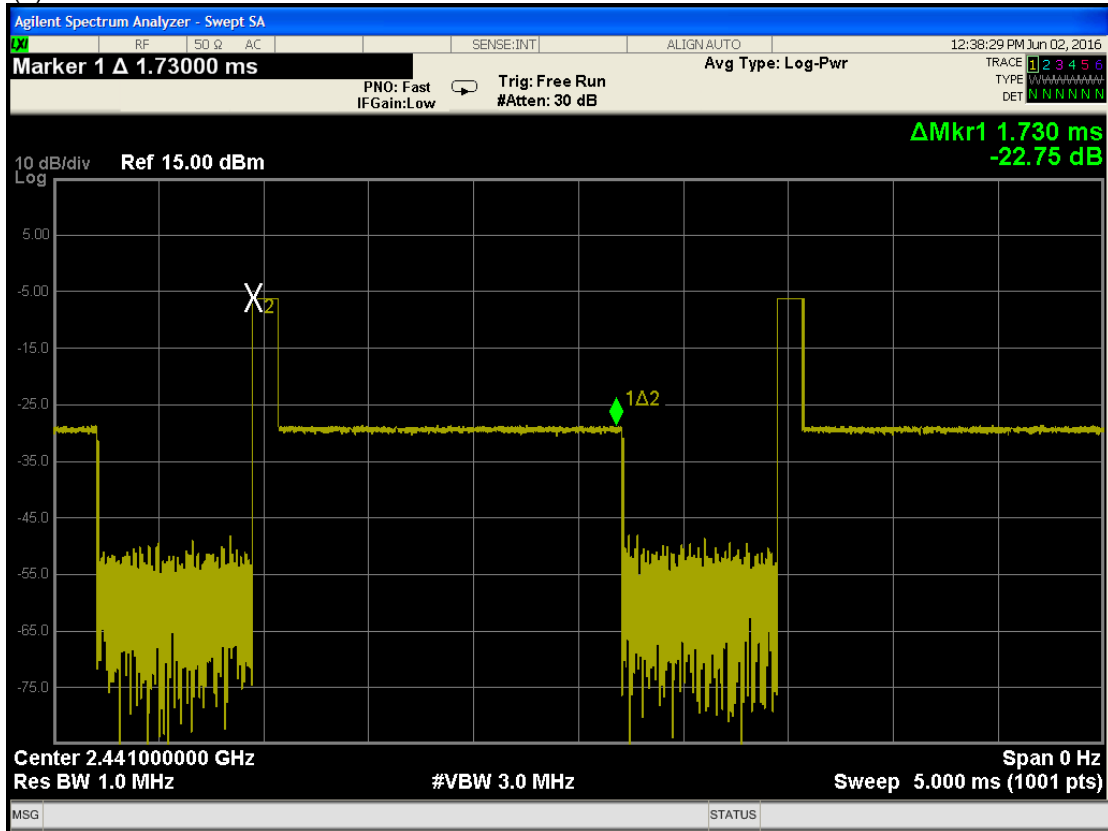 Agilent Spectrum Analyzer - Swept SA
LXI RF 50 Ω AC SENSE:INT ALIGN AUTO 12:38:29 PM Jun 02, 2016
Marker 1 Δ 1.73000 ms
PNO: Fast
IFGain:Low
Trig: Free Run
#Atten: 30 dB
Avg Type: Log-Pwr
TRACE 1 2 3 4 5 6
TYPE
DET N N N N N N
ΔMkr1 1.730 ms
-22.75 dB
10 dB/div Ref 15.00 dBm
Log
5.00
-5.00
X2
-15.0
-25.0
1Δ2
-35.0
-45.0
-55.0
-65.0
-75.0
Center 2.441000000 GHz Span 0 Hz
Res BW 1.0 MHz #VBW 3.0 MHz Sweep 5.000 ms (1001 pts)
MSG STATUS